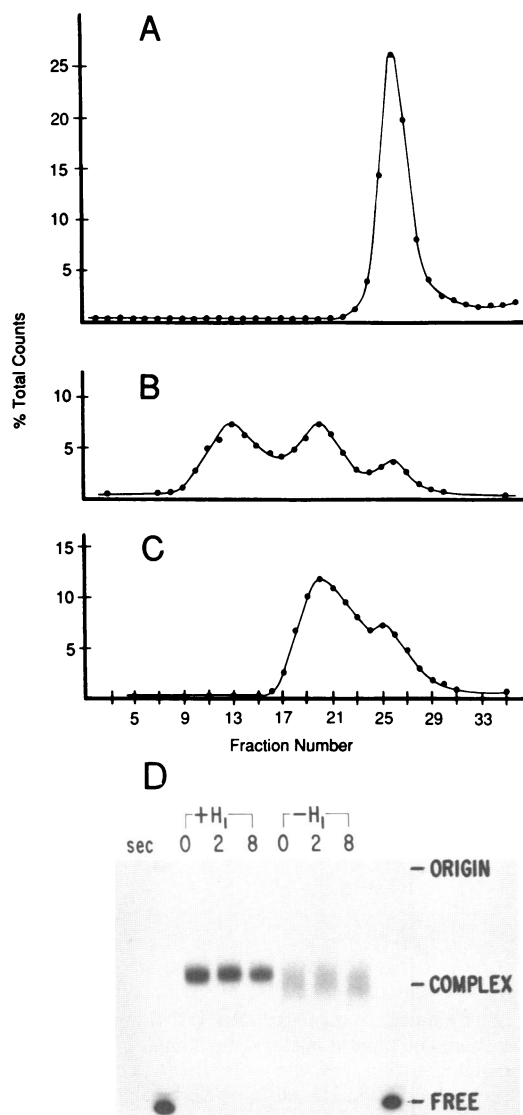 A
25
20
15
10
5
% Total Counts
B
10
5
C
15
10
5
5 9 13 17 21 25 29 33
Fraction Number
D
+H1 -H1
sec 0 2 8 0 2 8
- ORIGIN
- COMPLEX
- FREE